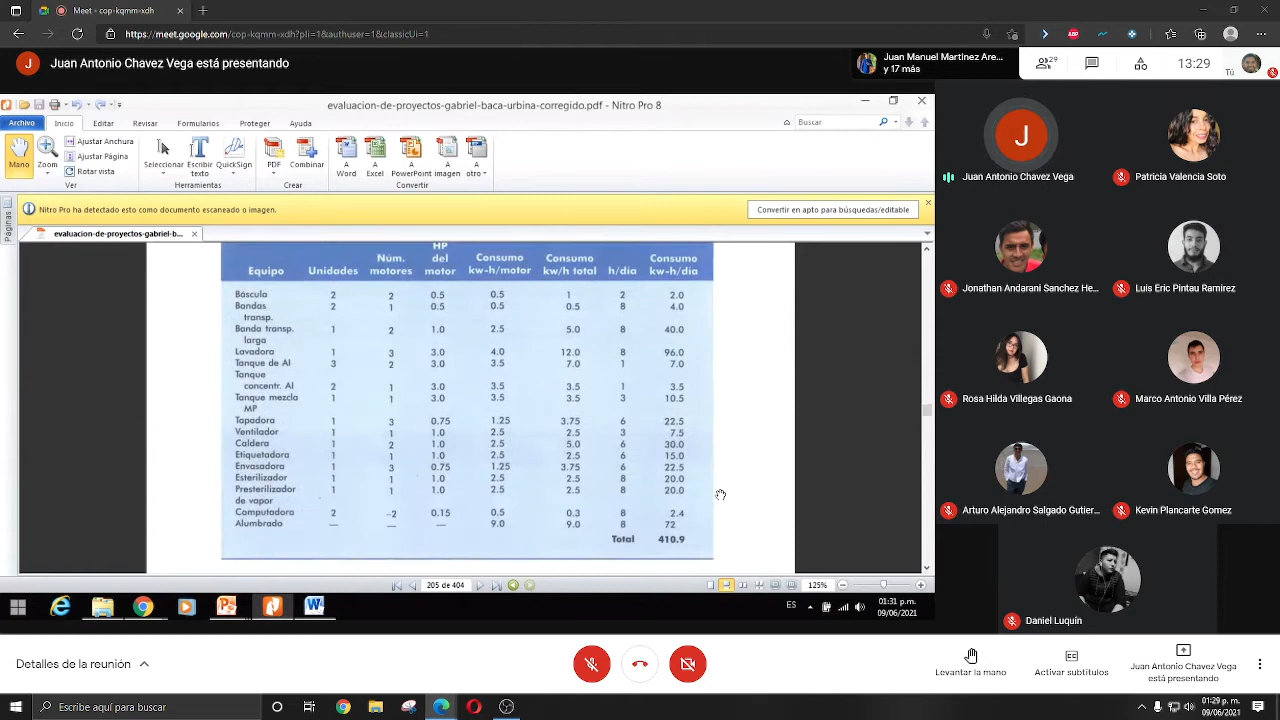 Meet - cop-kqmm-xdh
https://meet.google.com/cop-kqmm-xdh?pli=1&authuser=1&classIdU=1
J Juan Antonio Chavez Vega está presentando
Juan Manuel Martinez Are...
y 17 más
29
13:29
Tú
evaluacion-de-proyectos-gabriel-baca-urbina-corregido.pdf - Nitro Pro 8
Archivo Inicio Editar Revisar Formularios Proteger Ayuda
Buscar
Mano Zoom Ajustar Anchura Ajustar Página Rotar vista
Seleccionar Escribir texto QuickSign
PDF Combinar
A Word A Excel A PowerPoint A imagen A otro
Ver Herramientas Crear Convertir
Nitro Pro ha detectado esto como documento escaneado o imagen.
Convertir en apto para búsquedas/editable
Páginas
evaluacion-de-proyectos-gabriel-b...
HP
Núm. del Consumo Consumo Consumo
Equipo Unidades motores motor kw-h/motor kw/h total h/día kw-h/día
Báscula 2 2 0.5 0.5 1 2 2.0
Bandas 2 1 0.5 0.5 0.5 8 4.0
transp.
Banda transp. 1 2 1.0 2.5 5.0 8 40.0
larga
Lavadora 1 3 3.0 4.0 12.0 8 96.0
Tanque de Al 3 2 3.0 3.5 7.0 1 7.0
Tanque
concentr. Al 2 1 3.0 3.5 3.5 1 3.5
Tanque mezcla 1 1 3.0 3.5 3.5 3 10.5
MP
Tapadora 1 3 0.75 1.25 3.75 6 22.5
Ventilador 1 1 1.0 2.5 2.5 3 7.5
Caldera 1 2 1.0 2.5 5.0 6 30.0
Etiquetadora 1 1 1.0 2.5 2.5 6 15.0
Envasadora 1 3 0.75 1.25 3.75 6 22.5
Esterilizador 1 1 1.0 2.5 2.5 8 20.0
Presterilizador 1 1 1.0 2.5 2.5 8 20.0
de vapor
Computadora 2 -2 0.15 0.5 0.3 8 2.4
Alumbrado — — — 9.0 9.0 8 72
Total 410.9
205 de 404
125%
ES
01:31 p.m.
09/06/2021
J
Juan Antonio Chavez Vega
Patricia Valencia Soto
Jonathan Andarani Sanchez He...
Luis Eric Pintau Ramirez
Rosa Hilda Villegas Gaona
Marco Antonio Villa Pérez
Arturo Alejandro Salgado Gutier...
Kevin Plancarte Gomez
Daniel Luquín
Detalles de la reunión
Levantar la mano
Activar subtítulos
Juan Antonio Chavez Vega
está presentando
Escribe aquí para buscar
01:29 p. m.
09/06/2021